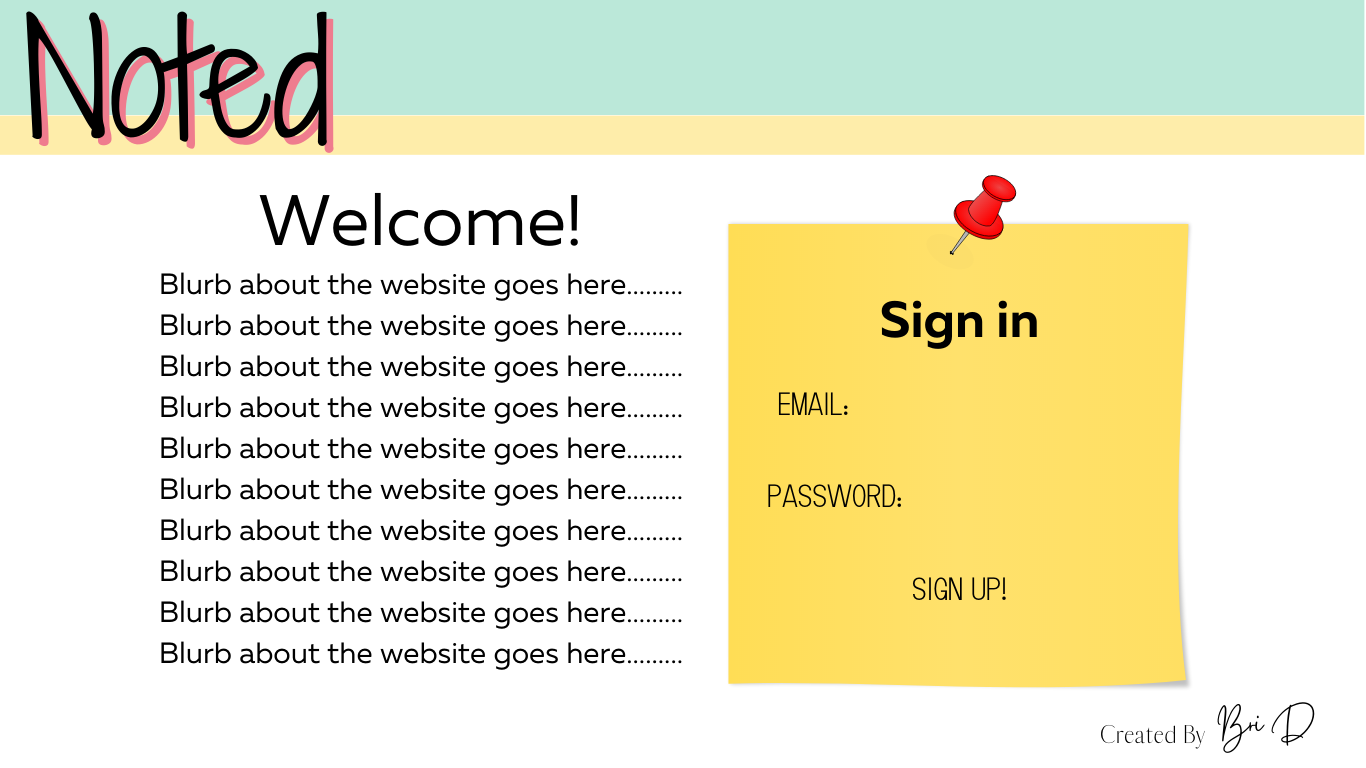 Noted
Welcome!
Blurb about the website goes here.........
Blurb about the website goes here.........
Blurb about the website goes here.........
Blurb about the website goes here.........
Blurb about the website goes here.........
Blurb about the website goes here.........
Blurb about the website goes here.........
Blurb about the website goes here.........
Blurb about the website goes here.........
Blurb about the website goes here.........
Sign in
EMAIL:
PASSWORD:
SIGN UP!
Created By Bri D